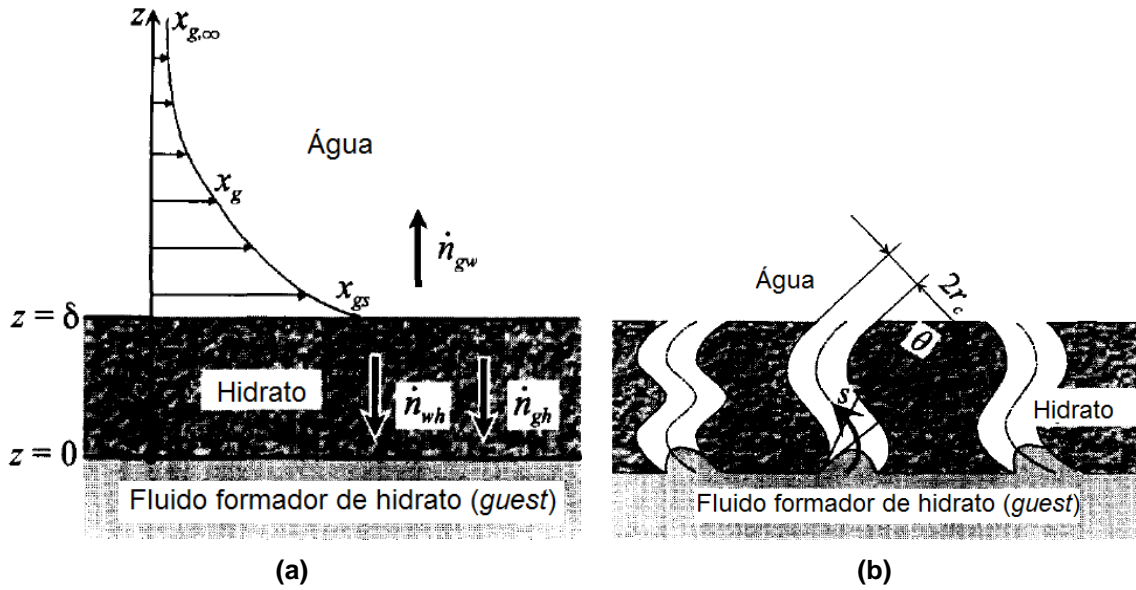 z
x_{g,∞}
Água
x_g
ṅ_{gw}
x_{gs}
z = δ
Hidrato
ṅ_{wh}
ṅ_{gh}
z = 0
Fluido formador de hidrato (guest)
(a)
Água
2r_c
θ
s
Hidrato
Fluido formador de hidrato (guest)
(b)